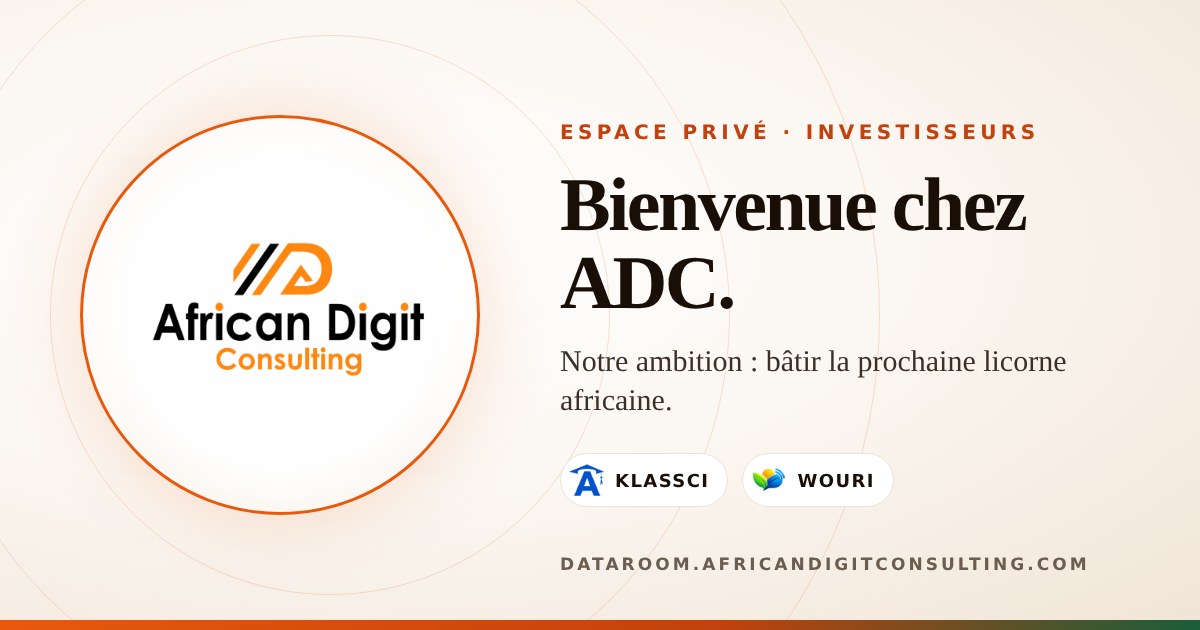 African Digit
Consulting
ESPACE PRIVÉ · INVESTISSEURS
Bienvenue chez
ADC.
Notre ambition : bâtir la prochaine licorne
africaine.
KLASSCI
WOURI
DATAROOM.AFRICANDIGITCONSULTING.COM